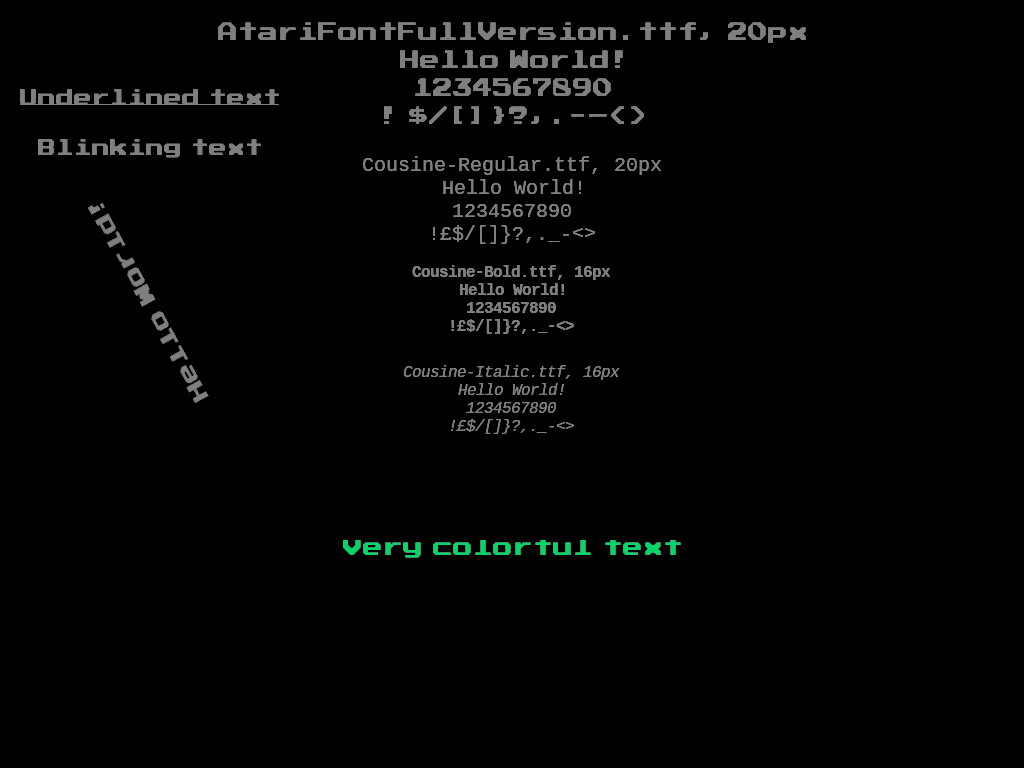 AtariFontFullVersion.ttf, 20px
Hello World!
1234567890
! $/[]}?,.--<>
Underlined text
Blinking text
Hello World!
Cousine-Regular.ttf, 20px
Hello World!
1234567890
!£$/[]}?,._-<>
Cousine-Bold.ttf, 16px
Hello World!
1234567890
!£$/[]}?,._-<>
Cousine-Italic.ttf, 16px
Hello World!
1234567890
!£$/[]}?,._-<>
Very colorful text